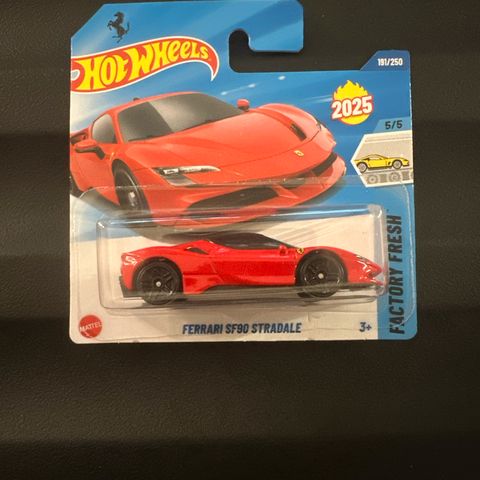 HOT WHEELS
191/250
2025
5/5
FACTORY FRESH
MATTEL
FERRARI SF90 STRADALE
3+